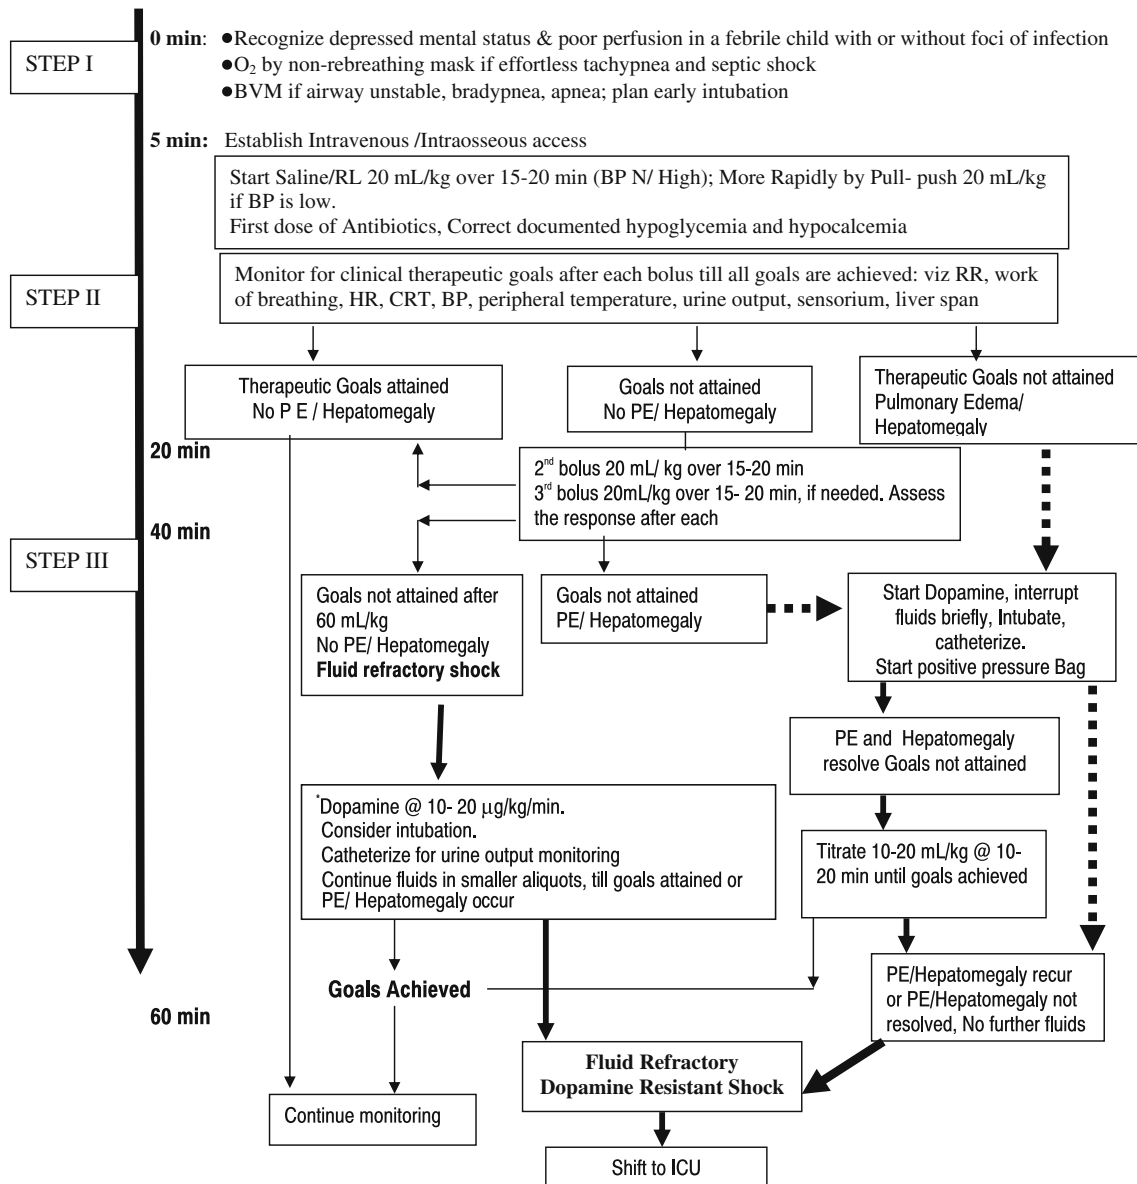 STEP I
0 min: ●Recognize depressed mental status & poor perfusion in a febrile child with or without foci of infection
●O₂ by non-rebreathing mask if effortless tachypnea and septic shock
●BVM if airway unstable, bradypnea, apnea; plan early intubation
5 min: Establish Intravenous /Intraosseous access
Start Saline/RL 20 mL/kg over 15-20 min (BP N/ High); More Rapidly by Pull- push 20 mL/kg
if BP is low.
First dose of Antibiotics, Correct documented hypoglycemia and hypocalcemia
STEP II
Monitor for clinical therapeutic goals after each bolus till all goals are achieved: viz RR, work
of breathing, HR, CRT, BP, peripheral temperature, urine output, sensorium, liver span
Therapeutic Goals attained
No P E / Hepatomegaly
Goals not attained
No PE/ Hepatomegaly
Therapeutic Goals not attained
Pulmonary Edema/
Hepatomegaly
20 min
2nd bolus 20 mL/ kg over 15-20 min
3rd bolus 20mL/kg over 15- 20 min, if needed. Assess
the response after each
40 min
STEP III
Goals not attained after
60 mL/kg
No PE/ Hepatomegaly
Fluid refractory shock
Goals not attained
PE/ Hepatomegaly
Start Dopamine, interrupt
fluids briefly, Intubate,
catheterize.
Start positive pressure Bag
PE and Hepatomegaly
resolve Goals not attained
*Dopamine @ 10- 20 µg/kg/min.
Consider intubation.
Catheterize for urine output monitoring
Continue fluids in smaller aliquots, till goals attained or
PE/ Hepatomegaly occur
Titrate 10-20 mL/kg @ 10-
20 min until goals achieved
Goals Achieved
PE/Hepatomegaly recur
or PE/Hepatomegaly not
resolved, No further fluids
60 min
Fluid Refractory
Dopamine Resistant Shock
Continue monitoring
Shift to ICU